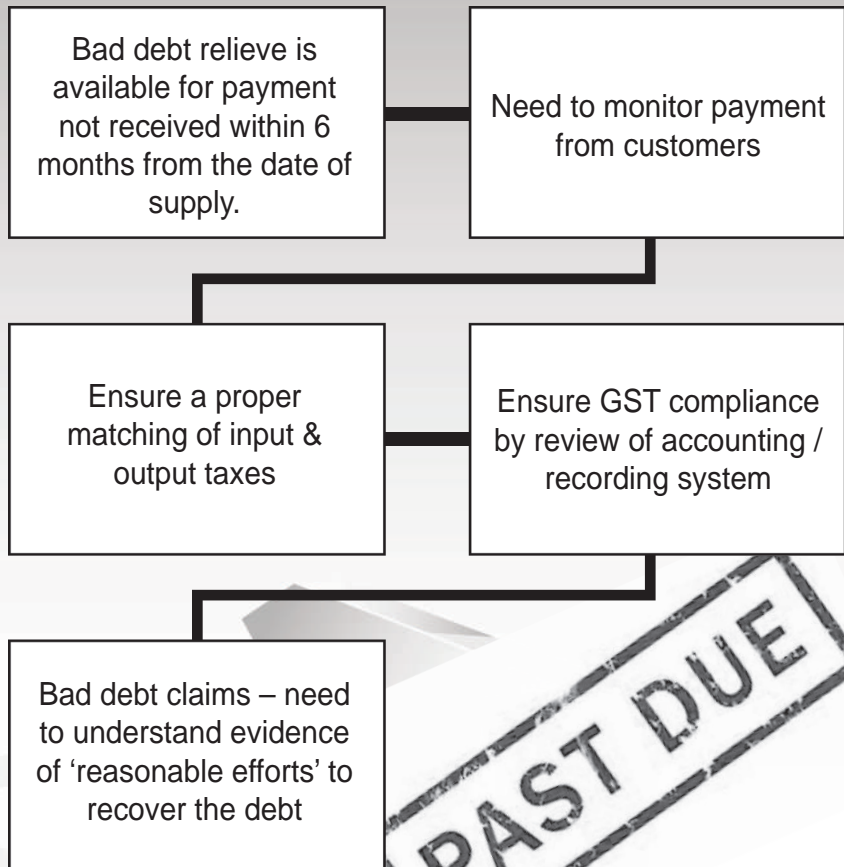 Bad debt relieve is
available for payment
not received within 6
months from the date of
supply.
Need to monitor payment
from customers
Ensure a proper
matching of input &
output taxes
Ensure GST compliance
by review of accounting /
recording system
Bad debt claims – need
to understand evidence
of ‘reasonable efforts’ to
recover the debt
PAST DUE